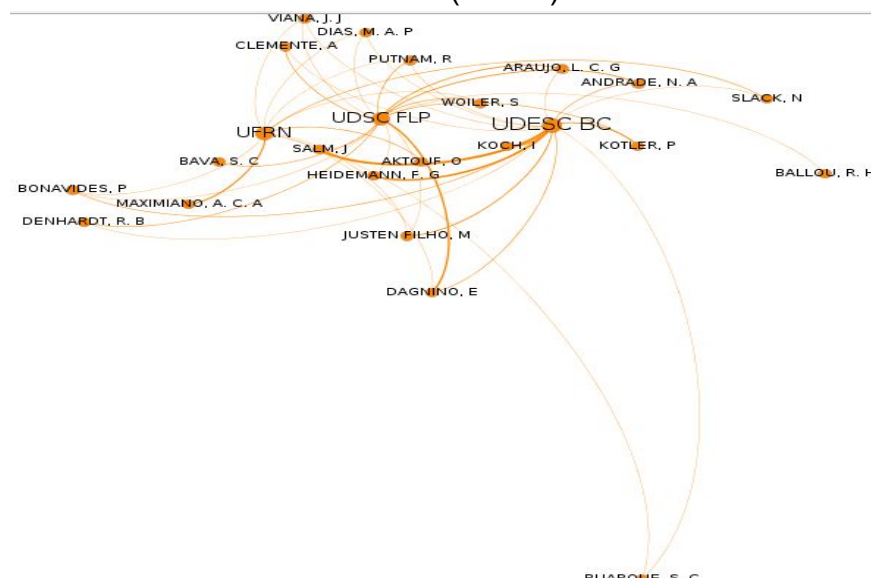 VIANA, J. J
DIAS, M. A. P
CLEMENTE, A
PUTNAM, R
ARAUJO, L. C. G
ANDRADE, N. A
SLACK, N
WOILER, S
UDSC FLP
UDESC BC
UFRN
SALM, J
KOCH, I
KOTLER, P
BAVA, S. C
AKTOUF, O
HEIDEMANN, F. G
BALLOU, R. H
BONAVIDES, P
MAXIMIANO, A. C. A
DENHARDT, R. B
JUSTEN FILHO, M
DAGNINO, E